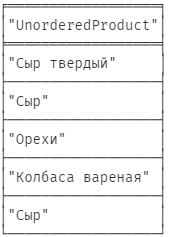 "UnorderedProduct"
"Сыр твердый"
"Сыр"
"Орехи"
"Колбаса вареная"
"Сыр"